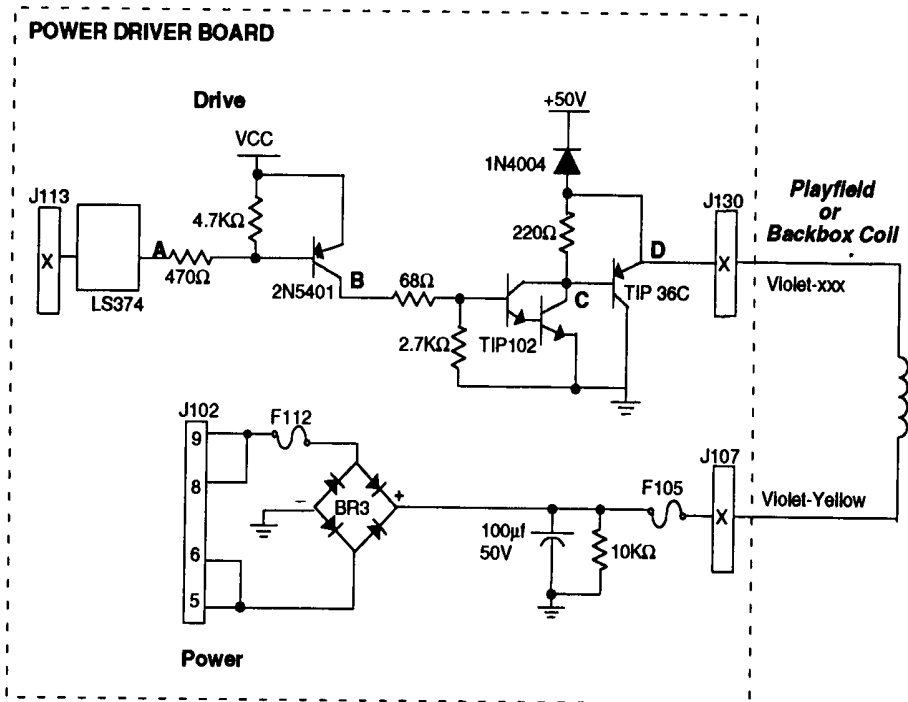 POWER DRIVER BOARD
Drive
+50V
VCC
1N4004
J113
J130
Playfield
or
Backbox Coil
4.7KΩ
220Ω
A
D
X
X
470Ω
B
68Ω
C
TIP 36C
Violet-xxx
LS374
2N5401
2.7KΩ
TIP102
J102
F112
9
8
J107
F105
Violet-Yellow
–
BR3
+
X
100µf
50V
10KΩ
6
5
Power